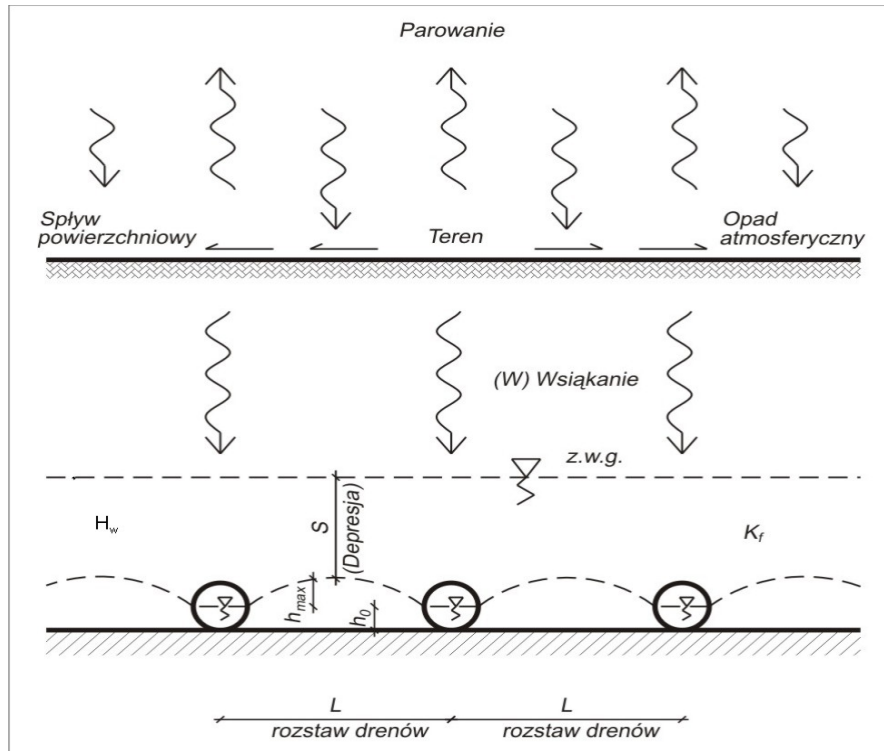 Parowanie
Spływ
powierzchniowy
Teren
Opad
atmosferyczny
(W) Wsiąkanie
z.w.g.
Hw
S
(Depresja)
Kf
hmax
h0
L
L
rozstaw drenów
rozstaw drenów